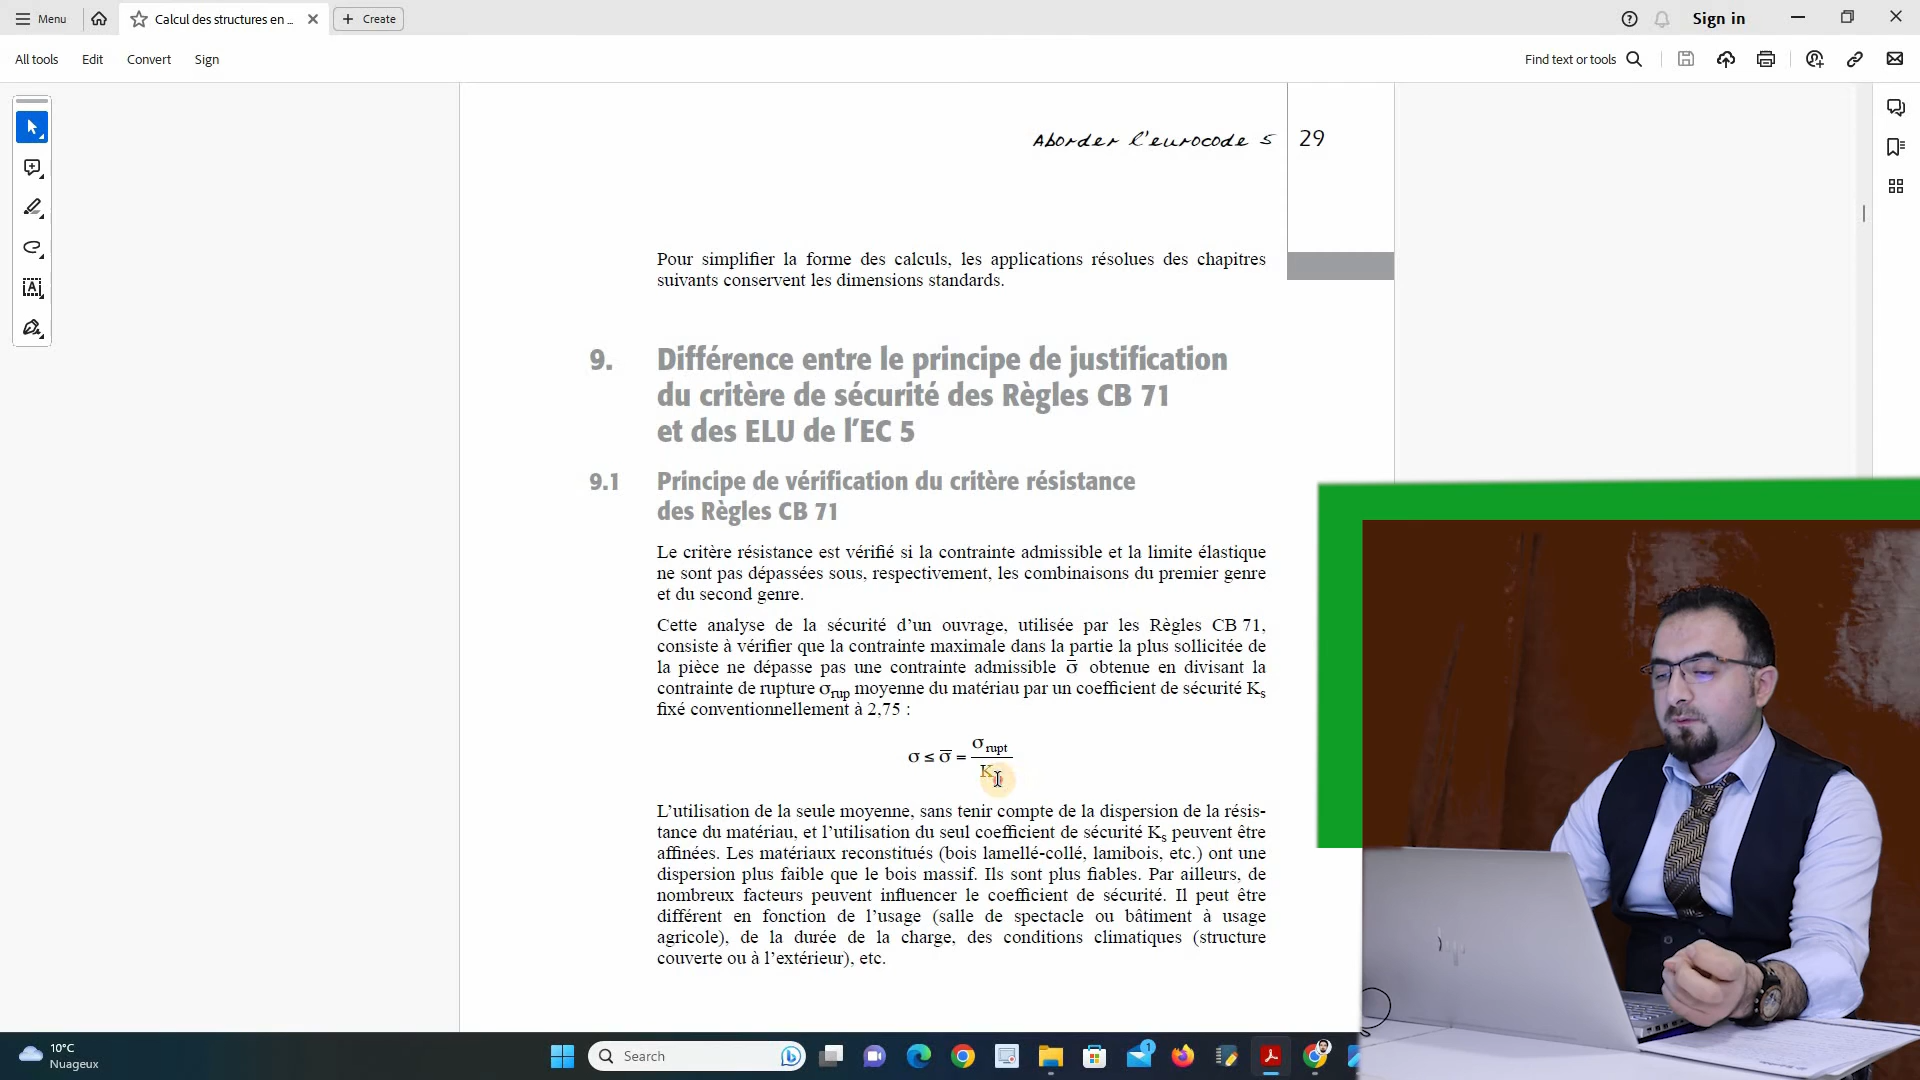 Menu
Calcul des structures en ...
Create
Sign in
All tools
Edit
Convert
Sign
Find text or tools
Aborder l'eurocode 5
29
Pour simplifier la forme des calculs, les applications résolues des chapitres
suivants conservent les dimensions standards.
9. Différence entre le principe de justification
du critère de sécurité des Règles CB 71
et des ELU de l'EC 5
9.1 Principe de vérification du critère résistance
des Règles CB 71
Le critère résistance est vérifié si la contrainte admissible et la limite élastique
ne sont pas dépassées sous, respectivement, les combinaisons du premier genre
et du second genre.
Cette analyse de la sécurité d'un ouvrage, utilisée par les Règles CB 71,
consiste à vérifier que la contrainte maximale dans la partie la plus sollicitée de
la pièce ne dépasse pas une contrainte admissible σ̅ obtenue en divisant la
contrainte de rupture σrup moyenne du matériau par un coefficient de sécurité Ks
fixé conventionnellement à 2,75 :
σ ≤ σ̅ = σrupt
K
L'utilisation de la seule moyenne, sans tenir compte de la dispersion de la résis-
tance du matériau, et l'utilisation du seul coefficient de sécurité Ks peuvent être
affinées. Les matériaux reconstitués (bois lamellé-collé, lamibois, etc.) ont une
dispersion plus faible que le bois massif. Ils sont plus fiables. Par ailleurs, de
nombreux facteurs peuvent influencer le coefficient de sécurité. Il peut être
différent en fonction de l'usage (salle de spectacle ou bâtiment à usage
agricole), de la durée de la charge, des conditions climatiques (structure
couverte ou à l'extérieur), etc.
10°C
Nuageux
Search
1